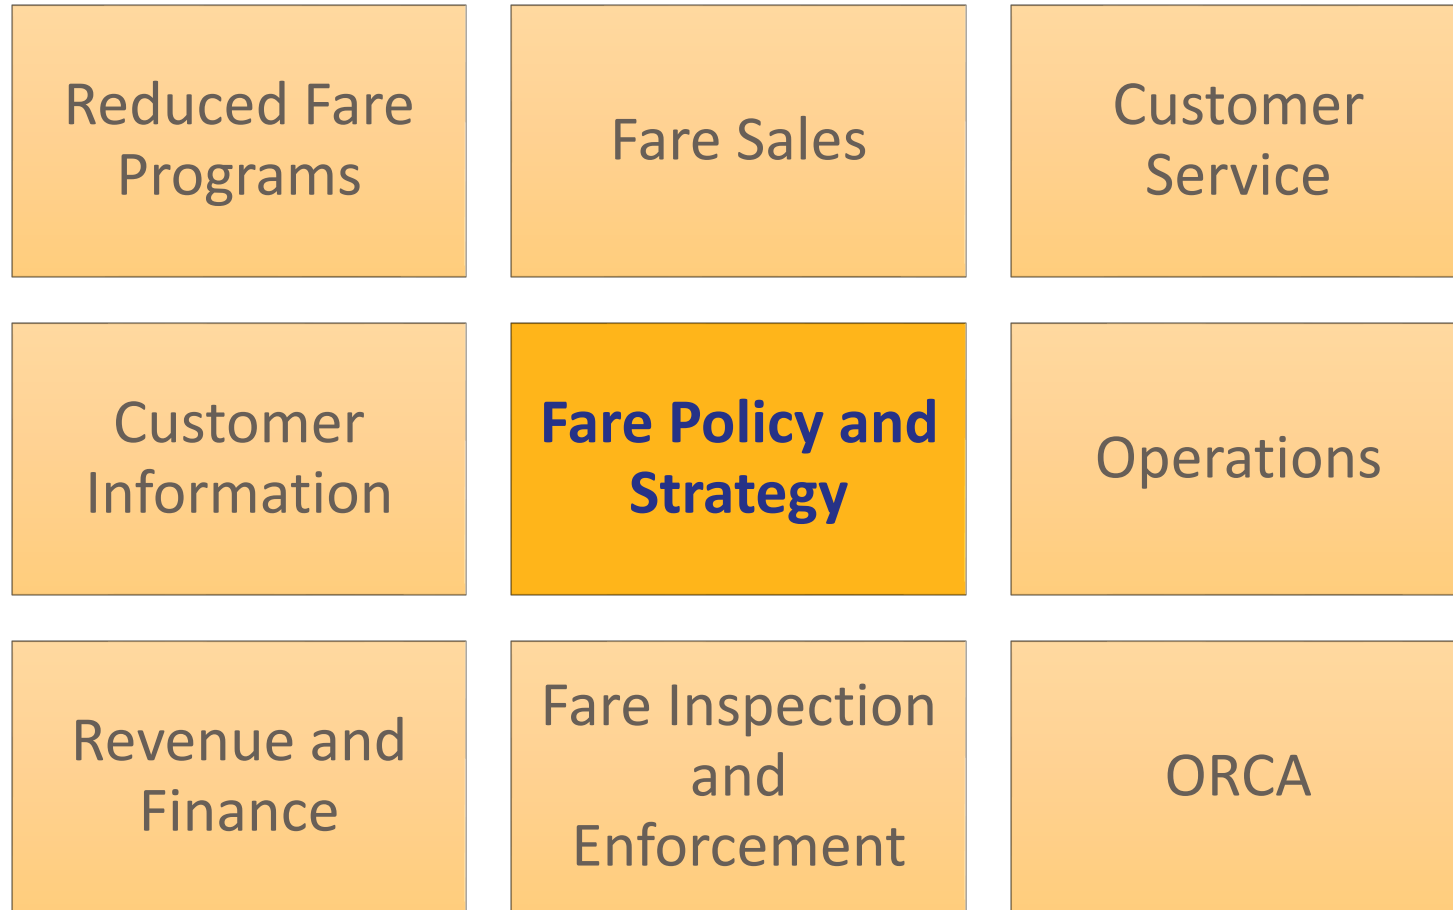 Reduced Fare
Programs
Fare Sales
Customer
Service
Customer
Information
Fare Policy and
Strategy
Operations
Revenue and
Finance
Fare Inspection
and
Enforcement
ORCA